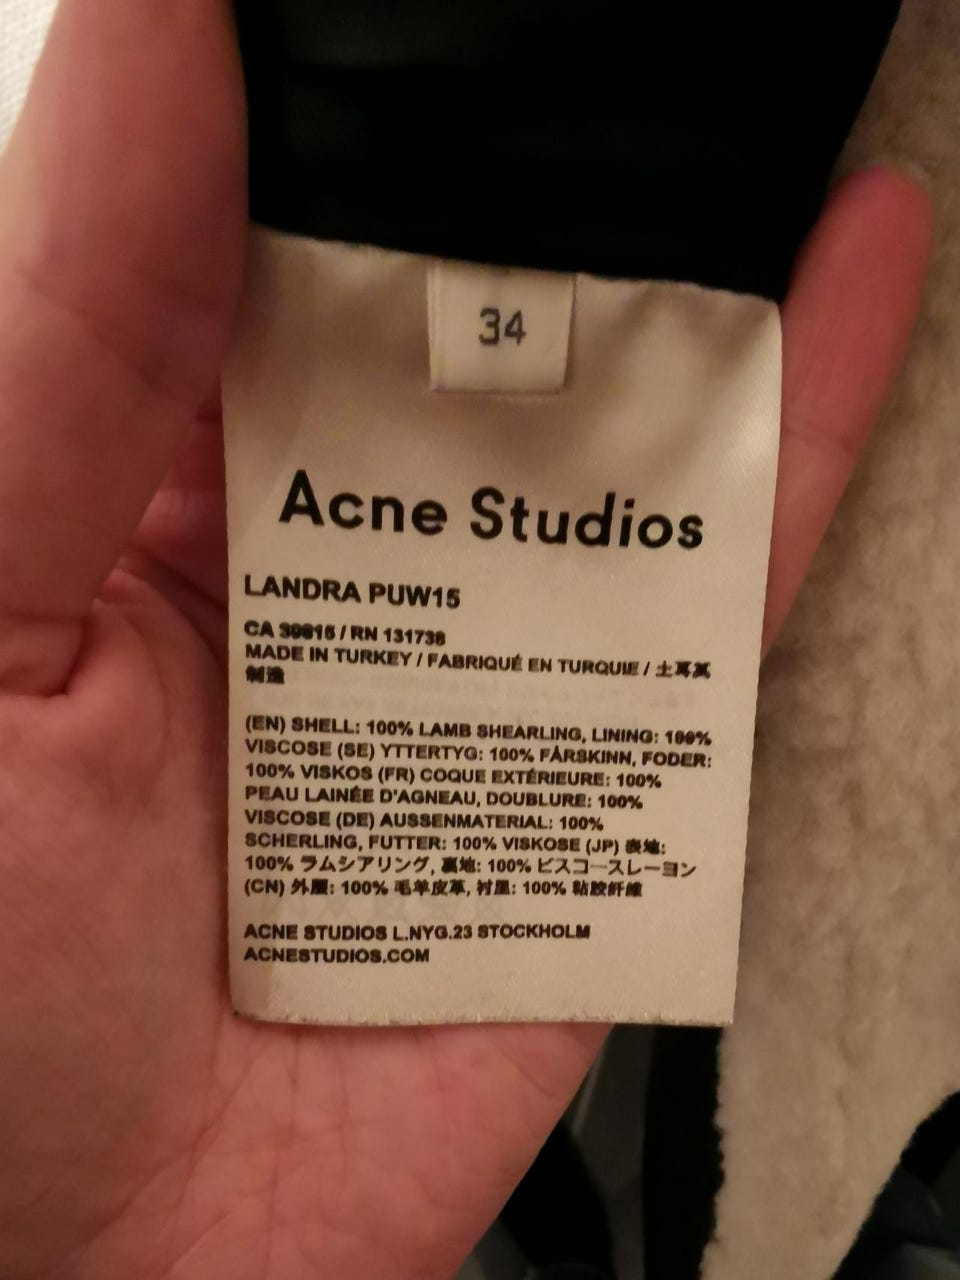 34
Acne Studios
LANDRA PUW15
CA 39815 / RN 131738
MADE IN TURKEY / FABRIQUÉ EN TURQUIE / 土耳其
制造
(EN) SHELL: 100% LAMB SHEARLING, LINING: 100%
VISCOSE (SE) YTTERTYG: 100% FÅRSKINN, FODER:
100% VISKOS (FR) COQUE EXTÉRIEURE: 100%
PEAU LAINÉE D'AGNEAU, DOUBLURE: 100%
VISCOSE (DE) AUSSENMATERIAL: 100%
SCHERLING, FUTTER: 100% VISKOSE (JP) 表地:
100% ラムシアリング, 裏地: 100% ビスコースレーヨン
(CN) 外层: 100% 毛羊皮革, 衬里: 100% 粘胶纤维
ACNE STUDIOS L.NYG.23 STOCKHOLM
ACNESTUDIOS.COM